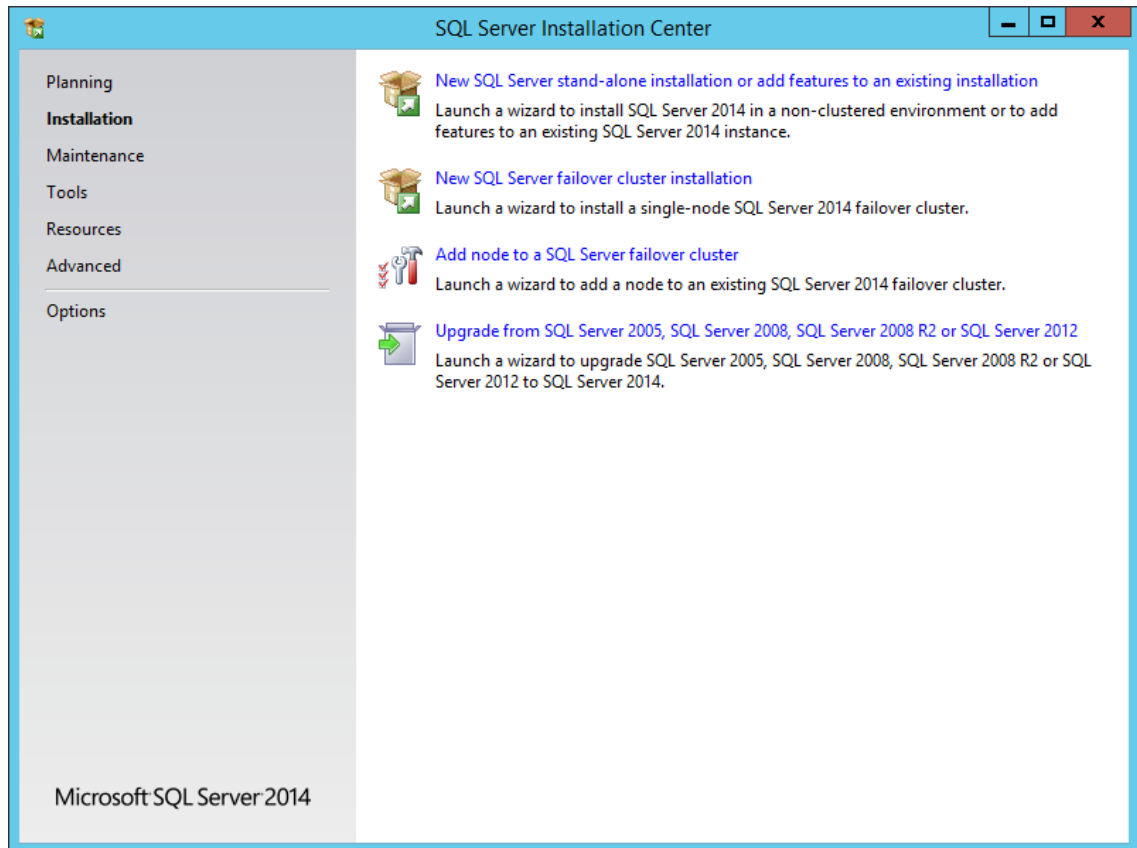 SQL Server Installation Center
Planning
Installation
Maintenance
Tools
Resources
Advanced
Options
New SQL Server stand-alone installation or add features to an existing installation
Launch a wizard to install SQL Server 2014 in a non-clustered environment or to add
features to an existing SQL Server 2014 instance.
New SQL Server failover cluster installation
Launch a wizard to install a single-node SQL Server 2014 failover cluster.
Add node to a SQL Server failover cluster
Launch a wizard to add a node to an existing SQL Server 2014 failover cluster.
Upgrade from SQL Server 2005, SQL Server 2008, SQL Server 2008 R2 or SQL Server 2012
Launch a wizard to upgrade SQL Server 2005, SQL Server 2008, SQL Server 2008 R2 or SQL
Server 2012 to SQL Server 2014.
Microsoft SQL Server 2014